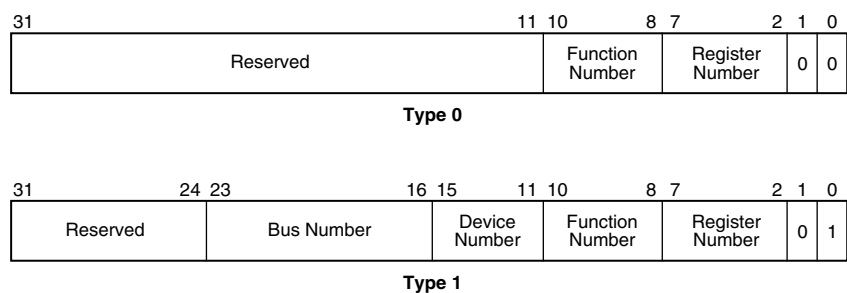 31 11 10 8 7 2 1 0
Reserved Function Number Register Number 0 0
Type 0
31 24 23 16 15 11 10 8 7 2 1 0
Reserved Bus Number Device Number Function Number Register Number 0 1
Type 1